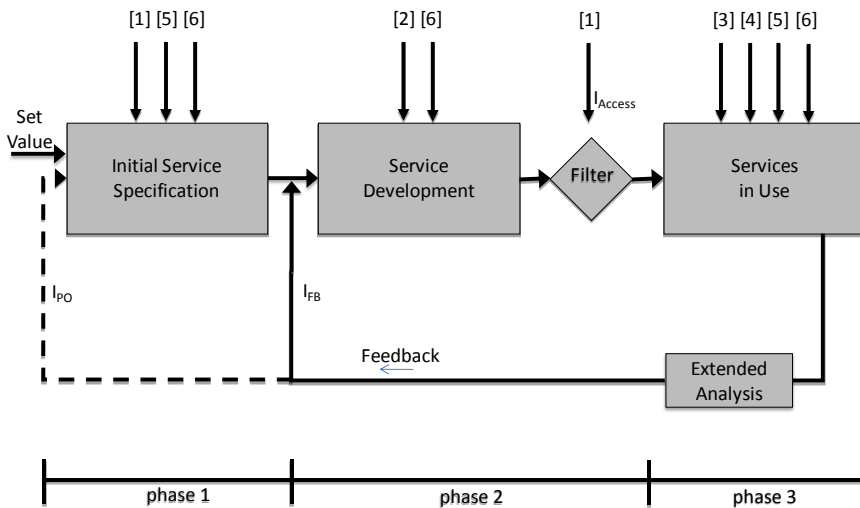 [1] [5] [6]
[2] [6]
[1]
[3] [4] [5] [6]
I_Access
Set
Value
Initial Service
Specification
Service
Development
Filter
Services
in Use
I_PO
I_FB
Feedback
Extended
Analysis
phase 1
phase 2
phase 3